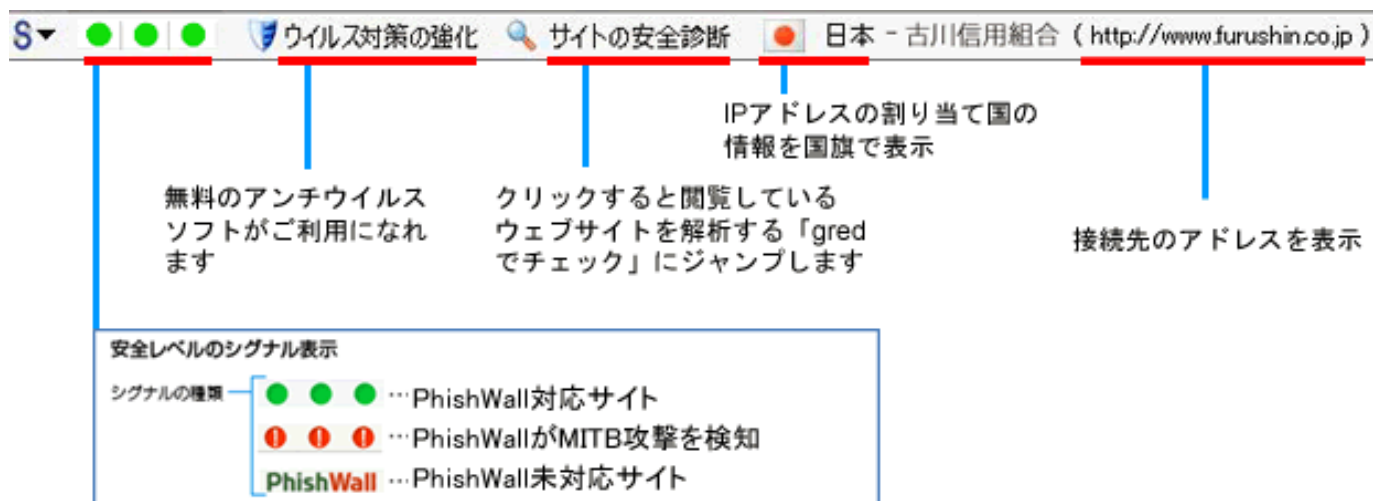 S▼ ウイルス対策の強化 サイトの安全診断 日本 - 古川信用組合 ( http://www.furushin.co.jp )
IPアドレスの割り当て国の
情報を国旗で表示
無料のアンチウイルス
ソフトがご利用になれ
ます
クリックすると閲覧している
ウェブサイトを解析する「gred
でチェック」にジャンプします
接続先のアドレスを表示
安全レベルのシグナル表示
シグナルの種類
…PhishWall対応サイト
…PhishWallがMITB攻撃を検知
PhishWall …PhishWall未対応サイト